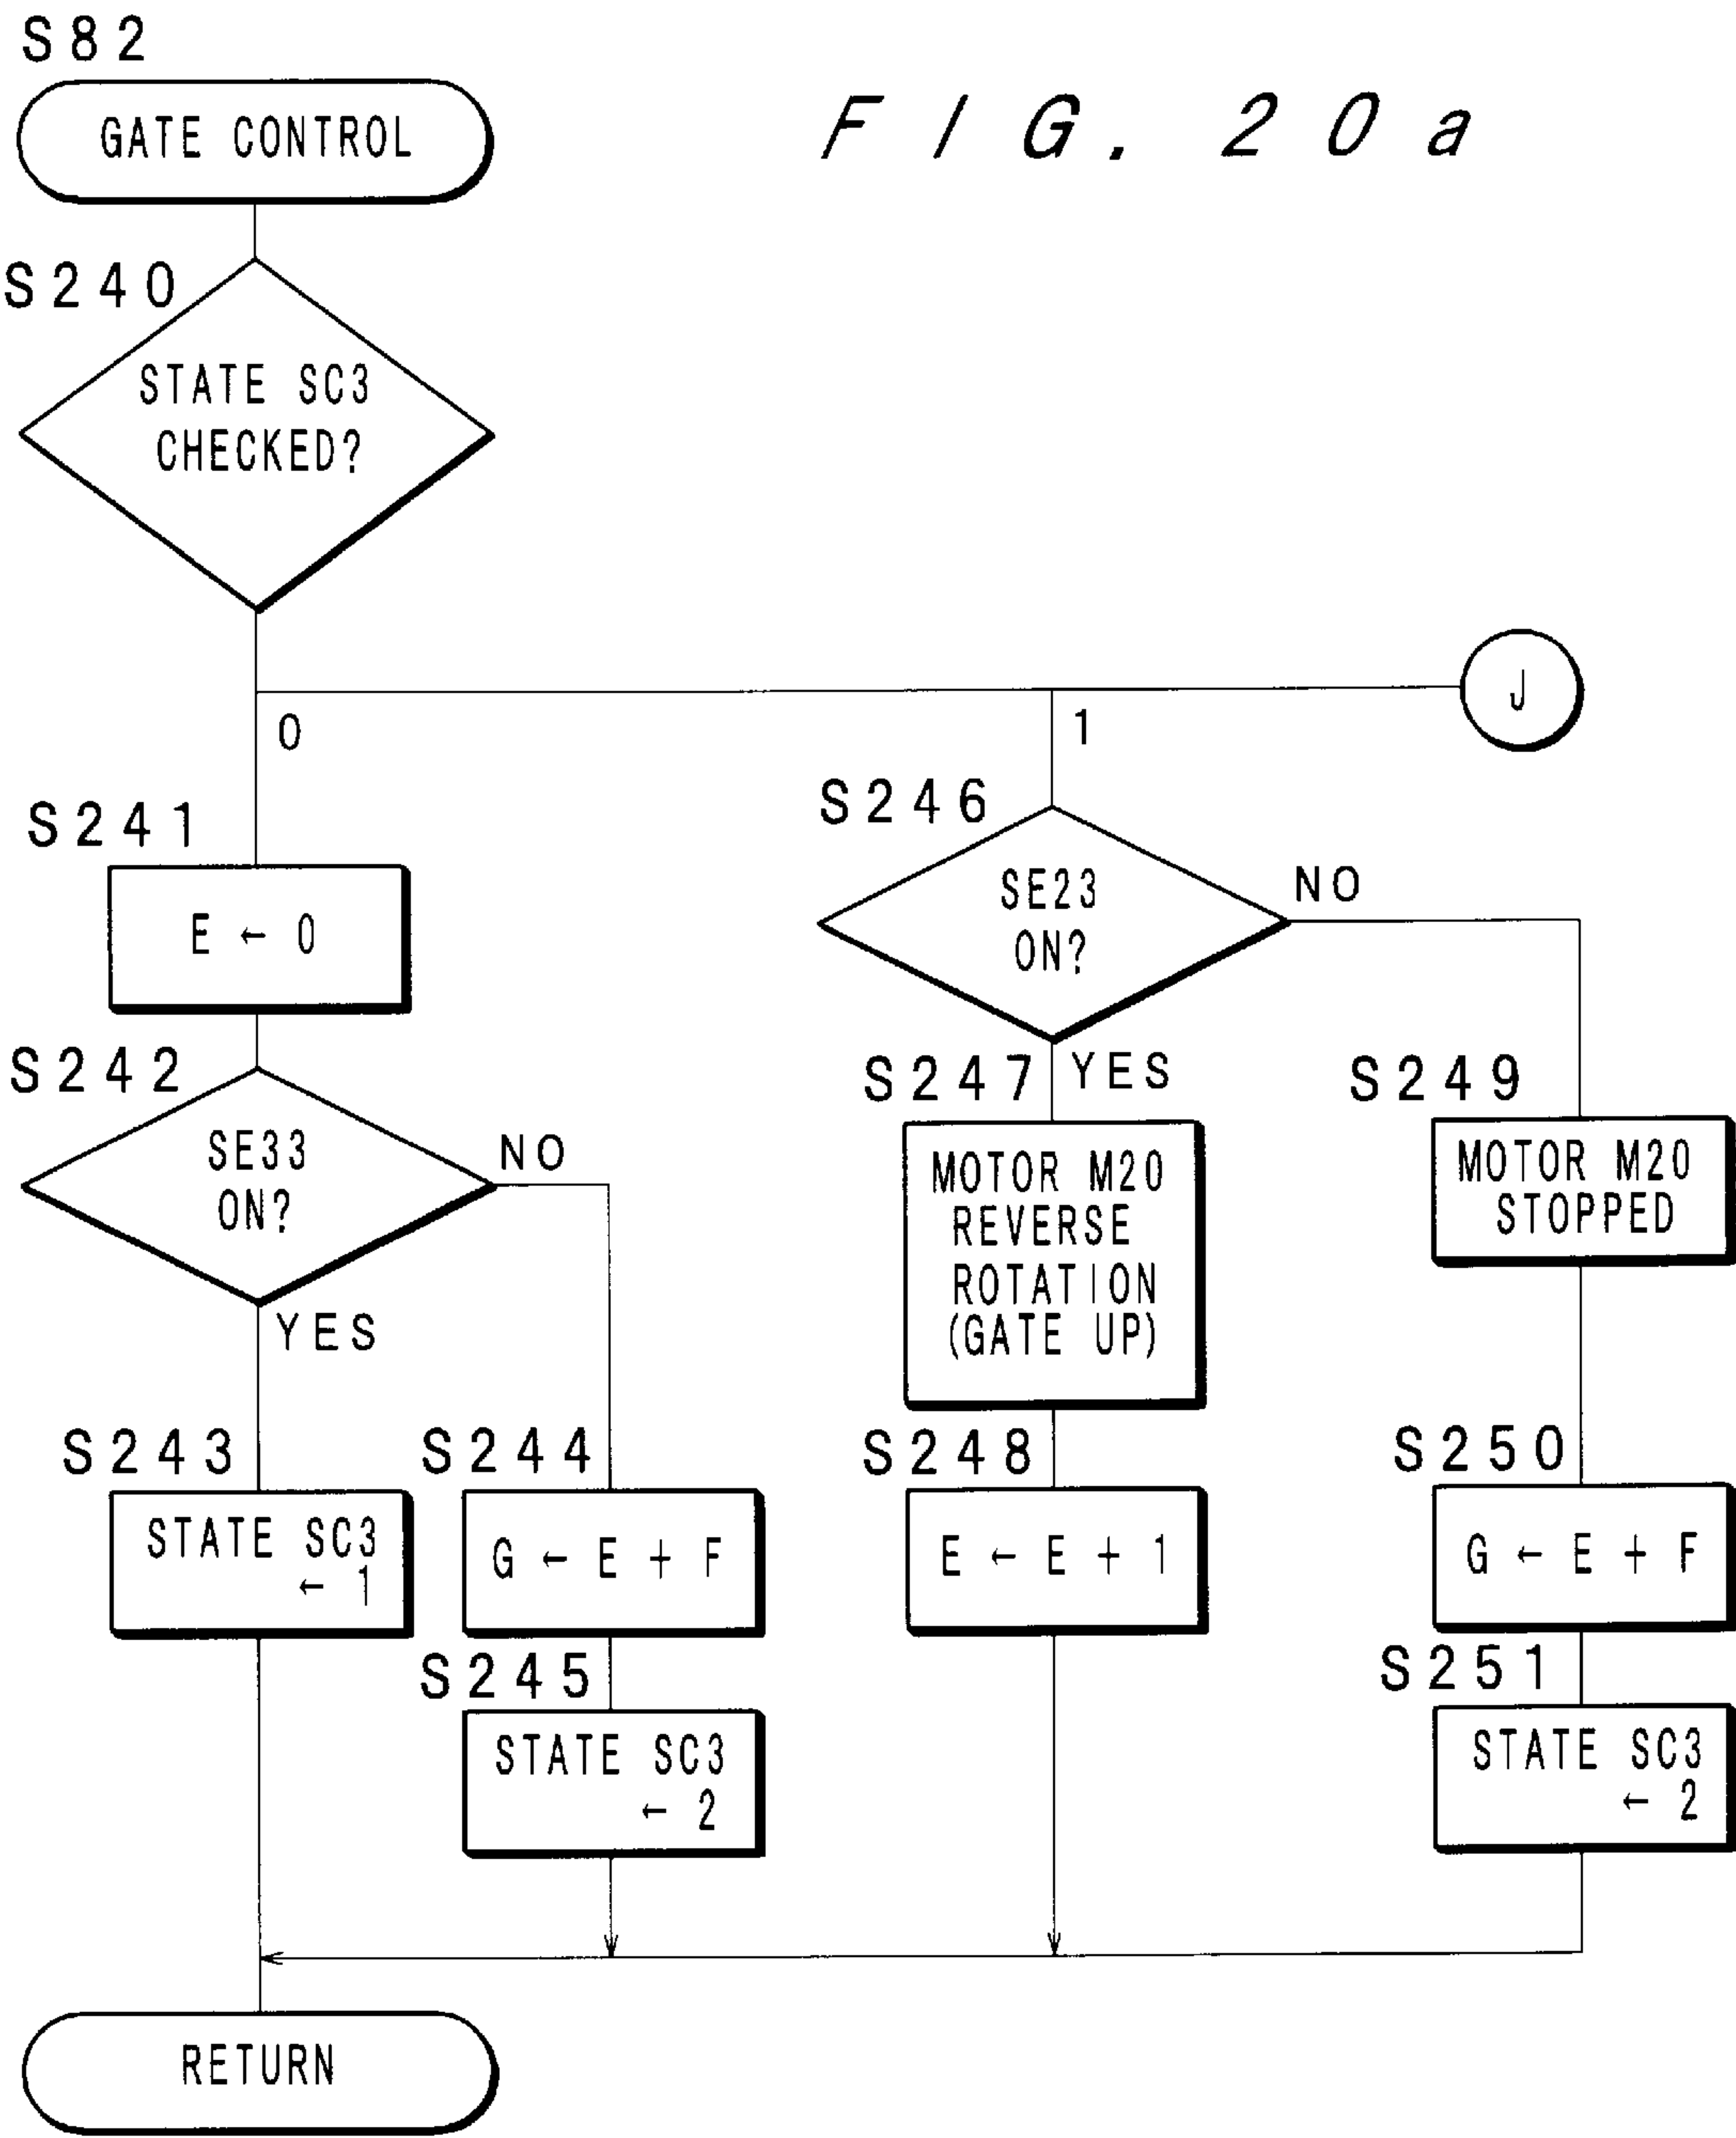 S82
FIG. 20a
GATE CONTROL
S240
STATE SC3
CHECKED?
J
0
1
S241
E ← 0
S242
SE33
ON?
NO
YES
S243
STATE SC3
← 1
S244
G ← E + F
S245
STATE SC3
← 2
S246
SE23
ON?
NO
YES
S247
MOTOR M20
REVERSE
ROTATION
(GATE UP)
S248
E ← E + 1
S249
MOTOR M20
STOPPED
S250
G ← E + F
S251
STATE SC3
← 2
RETURN